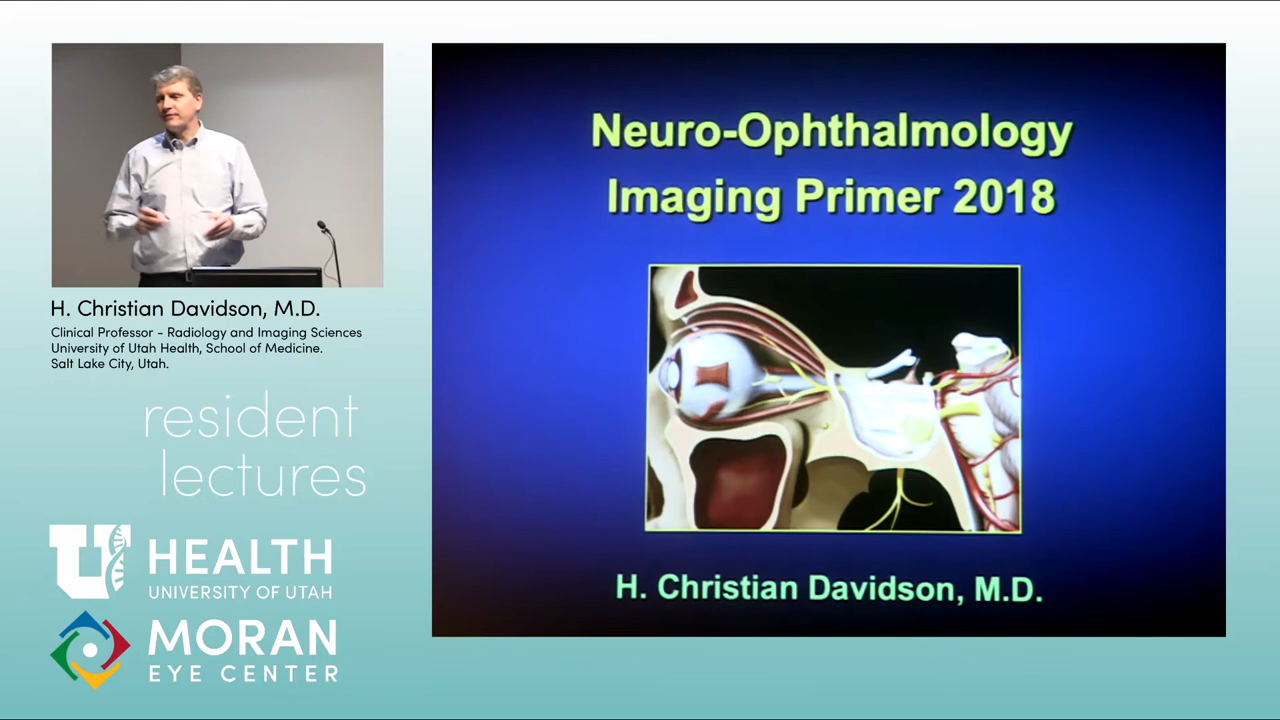 Neuro-Ophthalmology
Imaging Primer 2018
H. Christian Davidson, M.D.
H. Christian Davidson, M.D.
Clinical Professor - Radiology and Imaging Sciences
University of Utah Health, School of Medicine.
Salt Lake City, Utah.
resident
lectures
U HEALTH
UNIVERSITY OF UTAH
MORAN
EYE CENTER